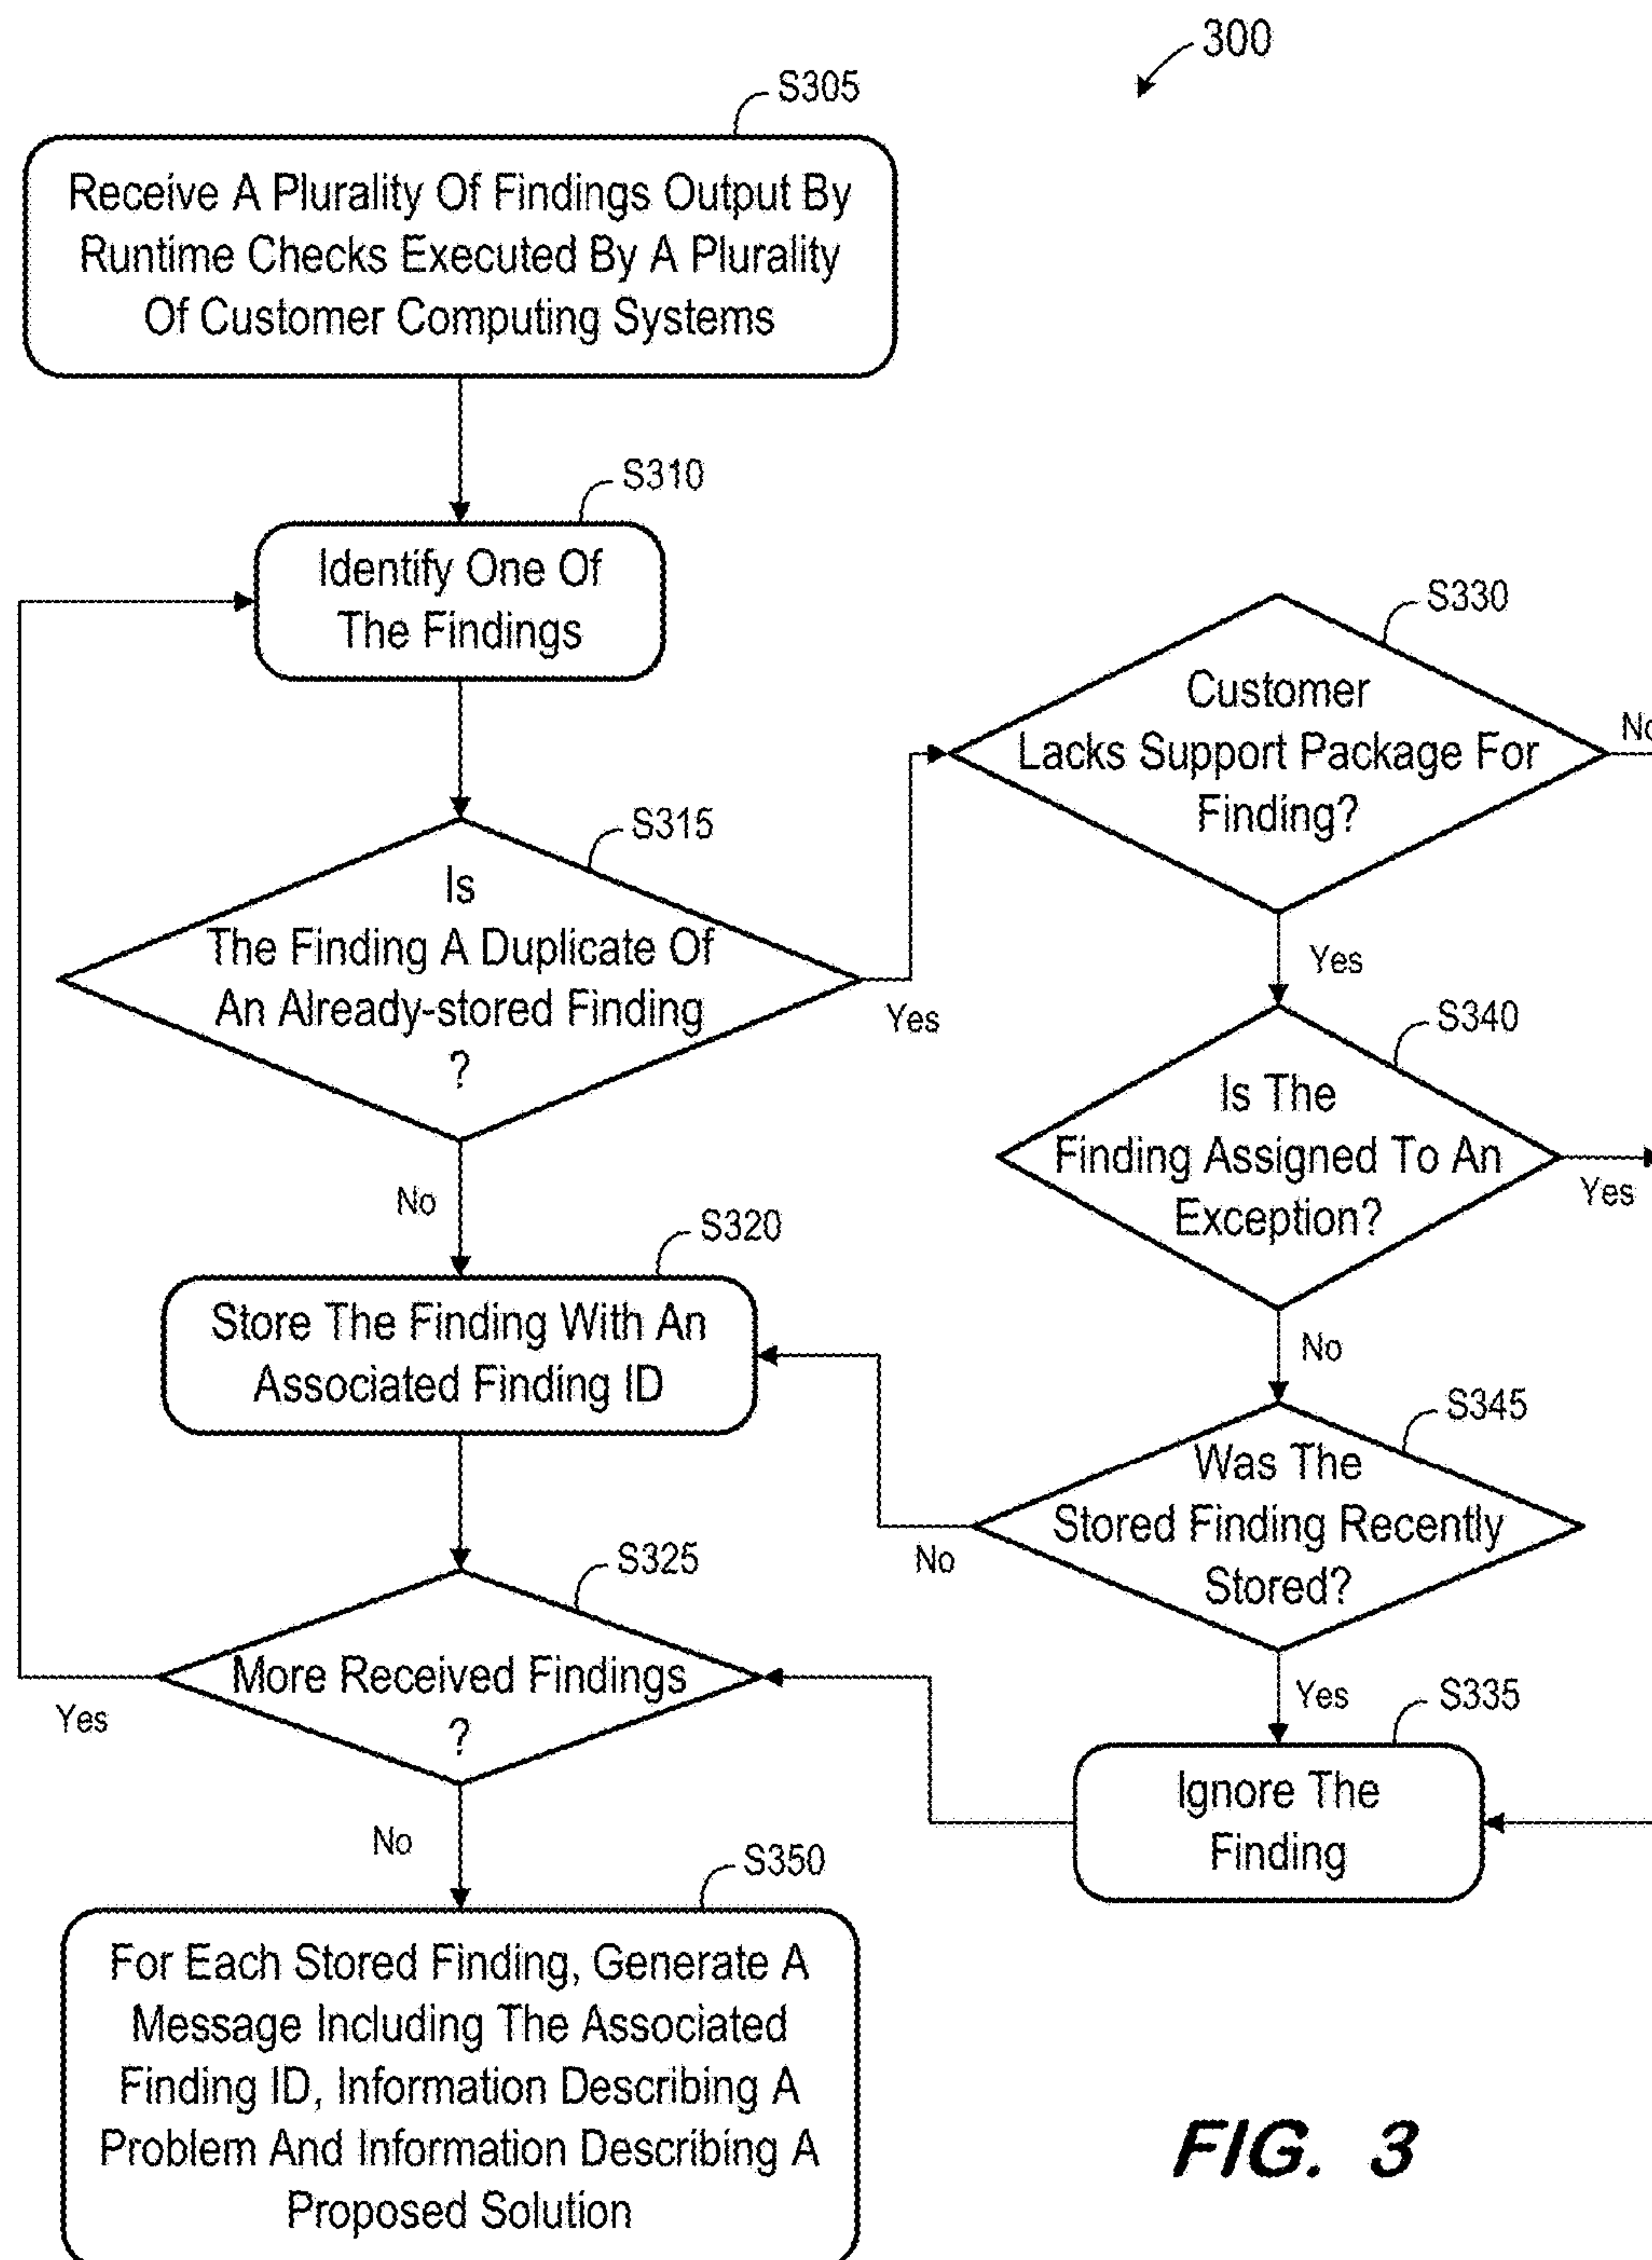 300
S305
Receive A Plurality Of Findings Output By
Runtime Checks Executed By A Plurality
Of Customer Computing Systems
S310
Identify One Of
The Findings
S315
Is
The Finding A Duplicate Of
An Already-stored Finding
?
Yes
No
S320
Store The Finding With An
Associated Finding ID
S325
More Received Findings
?
Yes
No
S350
For Each Stored Finding, Generate A
Message Including The Associated
Finding ID, Information Describing A
Problem And Information Describing A
Proposed Solution
S330
Customer
Lacks Support Package For
Finding?
No
Yes
S340
Is The
Finding Assigned To An
Exception?
Yes
No
S345
Was The
Stored Finding Recently
Stored?
No
Yes
S335
Ignore The
Finding
FIG. 3